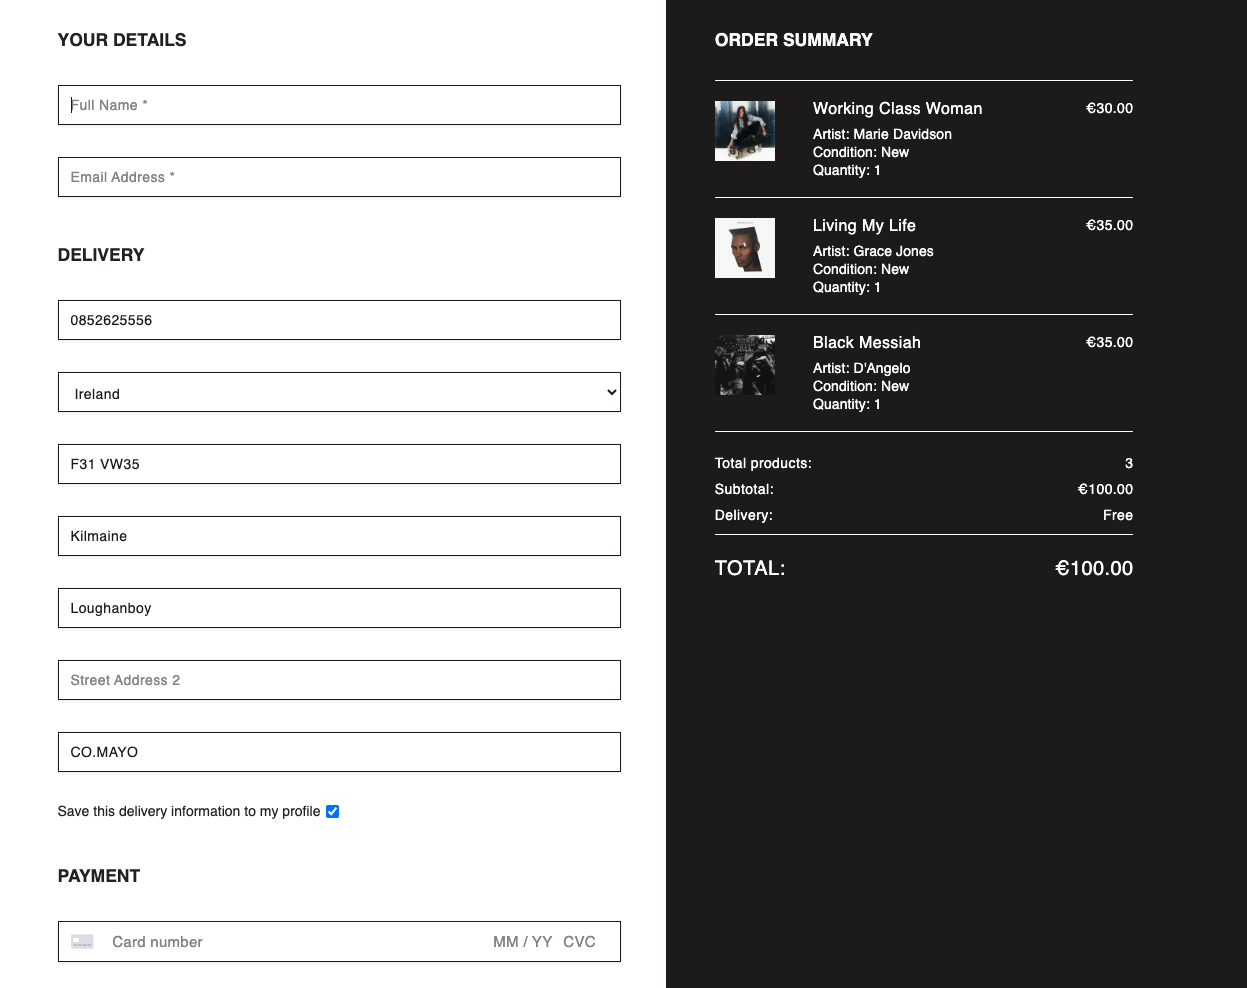 YOUR DETAILS
Full Name *
Email Address *
DELIVERY
0852625556
Ireland
F31 VW35
Kilmaine
Loughanboy
Street Address 2
CO.MAYO
Save this delivery information to my profile
PAYMENT
Card number MM / YY CVC
ORDER SUMMARY
Working Class Woman €30.00
Artist: Marie Davidson
Condition: New
Quantity: 1
Living My Life €35.00
Artist: Grace Jones
Condition: New
Quantity: 1
Black Messiah €35.00
Artist: D'Angelo
Condition: New
Quantity: 1
Total products: 3
Subtotal: €100.00
Delivery: Free
TOTAL: €100.00